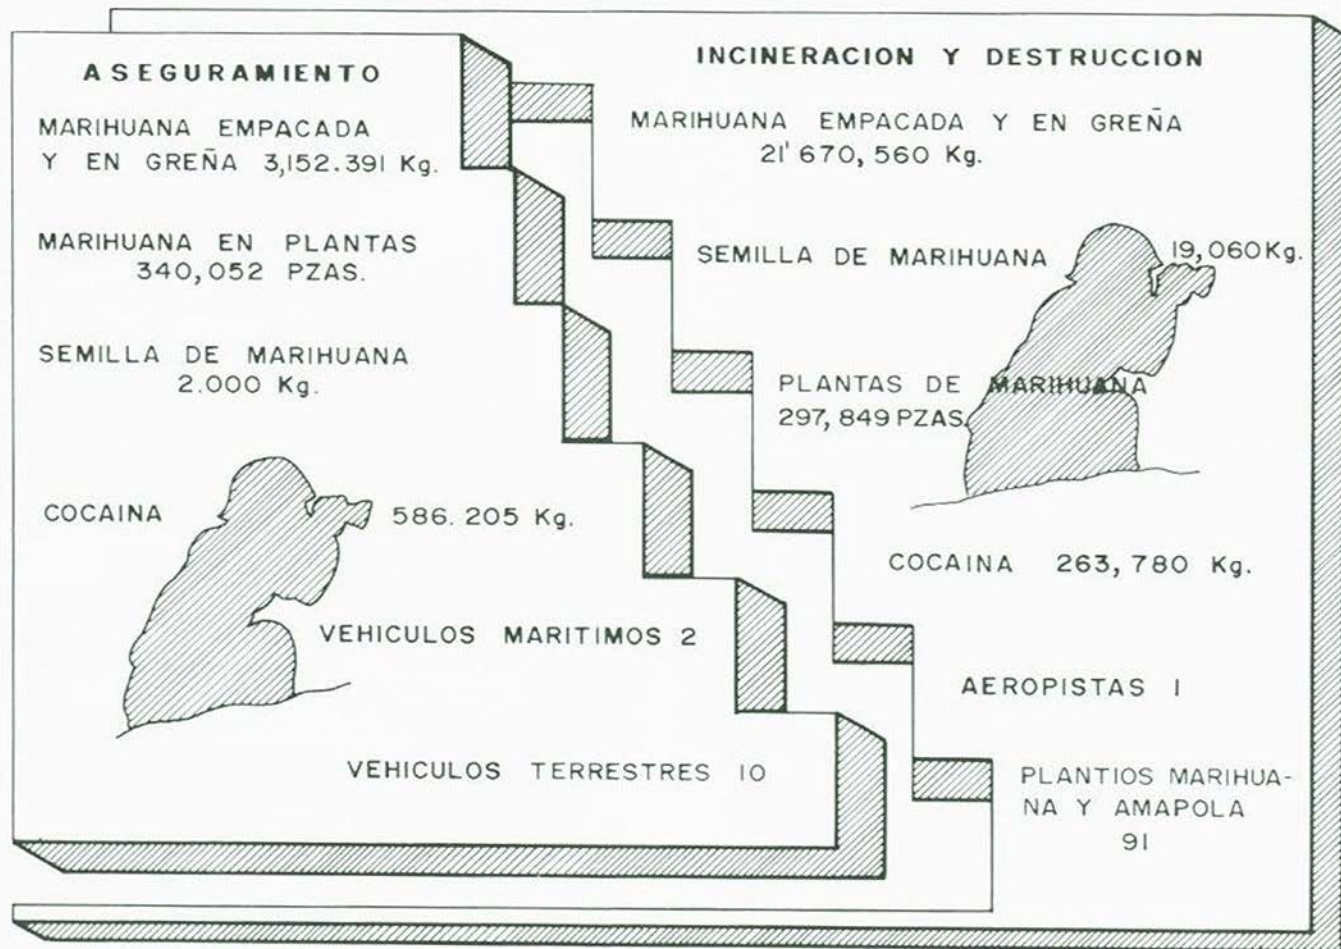 ASEGURAMIENTO
MARIHUANA EMPACADA
Y EN GREÑA 3,152.391 Kg.
MARIHUANA EN PLANTAS
340,052 PZAS.
SEMILLA DE MARIHUANA
2.000 Kg.
COCAINA 586.205 Kg.
VEHICULOS MARITIMOS 2
VEHICULOS TERRESTRES 10
INCINERACION Y DESTRUCCION
MARIHUANA EMPACADA Y EN GREÑA
21'670,560 Kg.
SEMILLA DE MARIHUANA 19,060 Kg.
PLANTAS DE MARIHUANA
297,849 PZAS.
COCAINA 263,780 Kg.
AEROPISTAS 1
PLANTIOS MARIHUA-
NA Y AMAPOLA
91